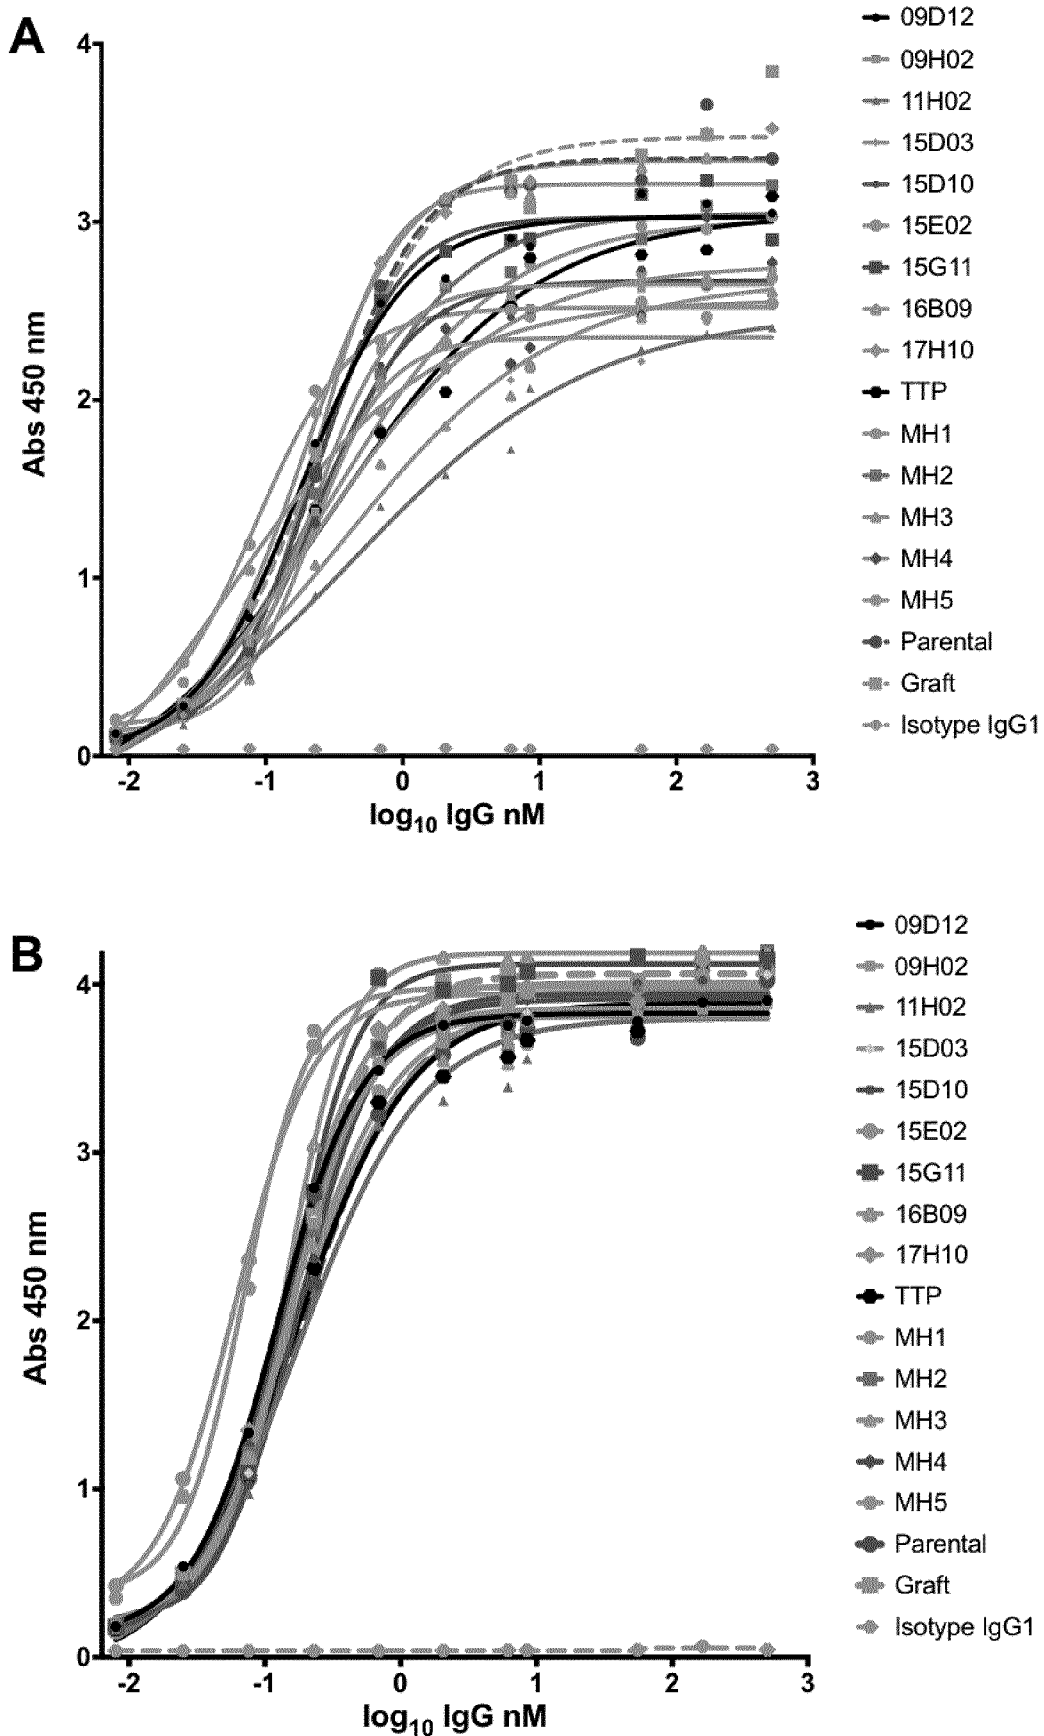 A
4
3
2
1
0
Abs 450 nm
-2 -1 0 1 2 3
log10 IgG nM
09D12
09H02
11H02
15D03
15D10
15E02
15G11
16B09
17H10
TTP
MH1
MH2
MH3
MH4
MH5
Parental
Graft
Isotype IgG1
B
4
3
2
1
0
Abs 450 nm
-2 -1 0 1 2 3
log10 IgG nM
09D12
09H02
11H02
15D03
15D10
15E02
15G11
16B09
17H10
TTP
MH1
MH2
MH3
MH4
MH5
Parental
Graft
Isotype IgG1